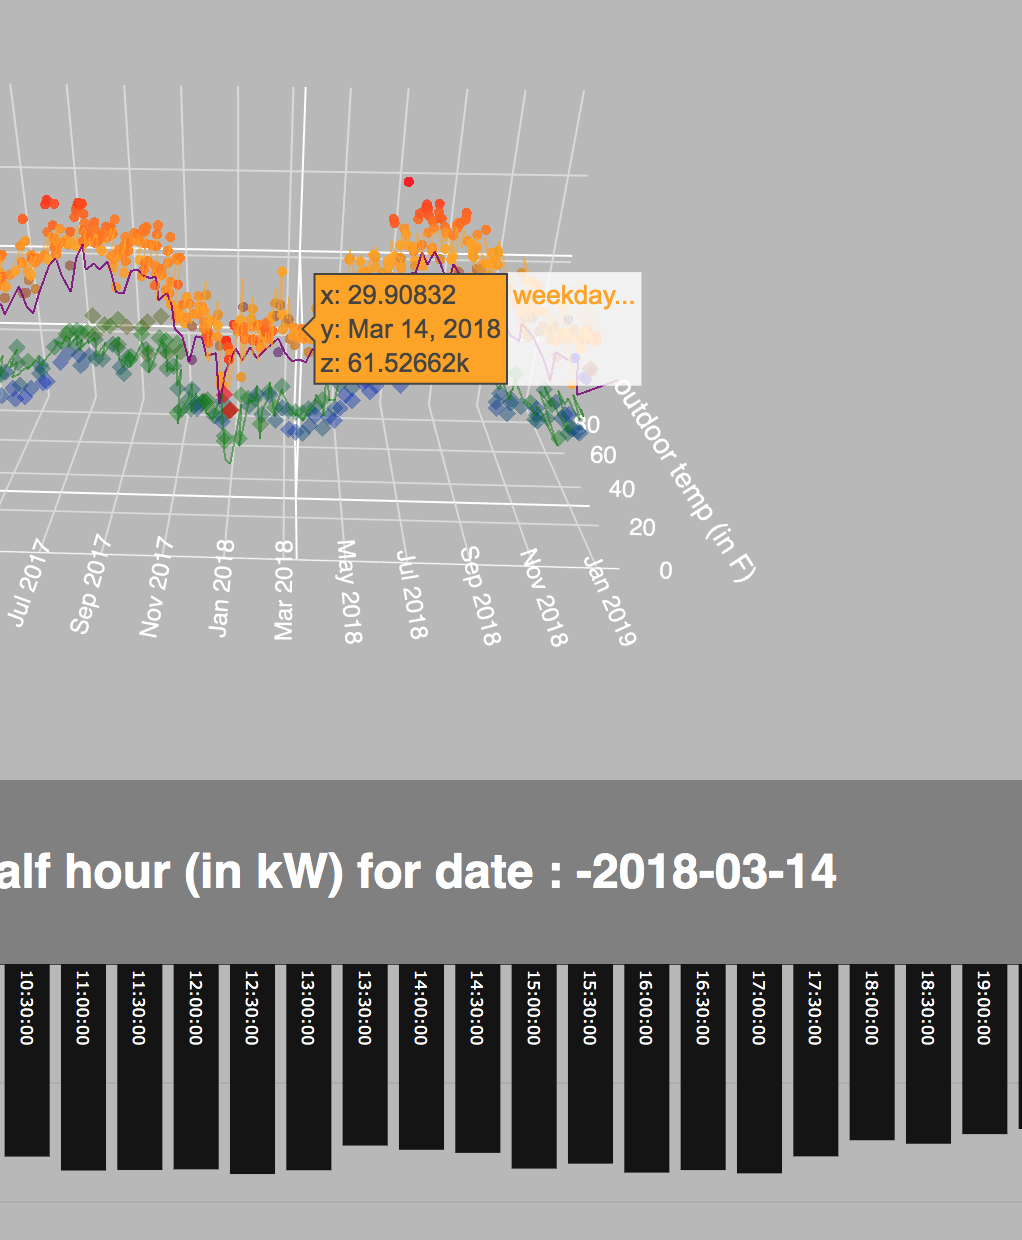 x: 29.90832
y: Mar 14, 2018
z: 61.52662k
weekday...
80
60
40
20
0
outdoor temp (in F)
Jul 2017
Sep 2017
Nov 2017
Jan 2018
Mar 2018
May 2018
Jul 2018
Sep 2018
Nov 2018
Jan 2019
alf hour (in kW) for date : -2018-03-14
10:30:00
11:00:00
11:30:00
12:00:00
12:30:00
13:00:00
13:30:00
14:00:00
14:30:00
15:00:00
15:30:00
16:00:00
16:30:00
17:00:00
17:30:00
18:00:00
18:30:00
19:00:00